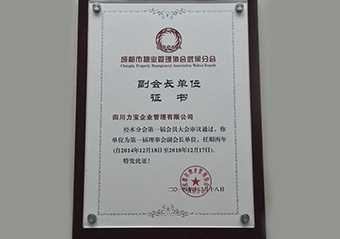 成都市物业管理协会武侯分会
Chengdu Property Management Association Wuhou Branch
副会长单位
证 书
四川力宝企业管理有限公司
经本分会第一届会员大会审议通过，你
单位为第一届理事会副会长单位，任期两年
(自2014年12月18日至2016年12月17日)。
特发此证！